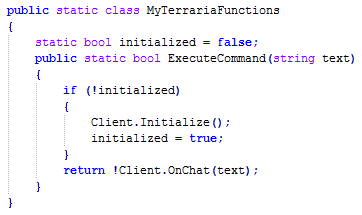 public static class MyTerrariaFunctions
{
    static bool initialized = false;
    public static bool ExecuteCommand(string text)
    {
        if (!initialized)
        {
            Client.Initialize();
            initialized = true;
        }
        return !Client.OnChat(text);
    }
}